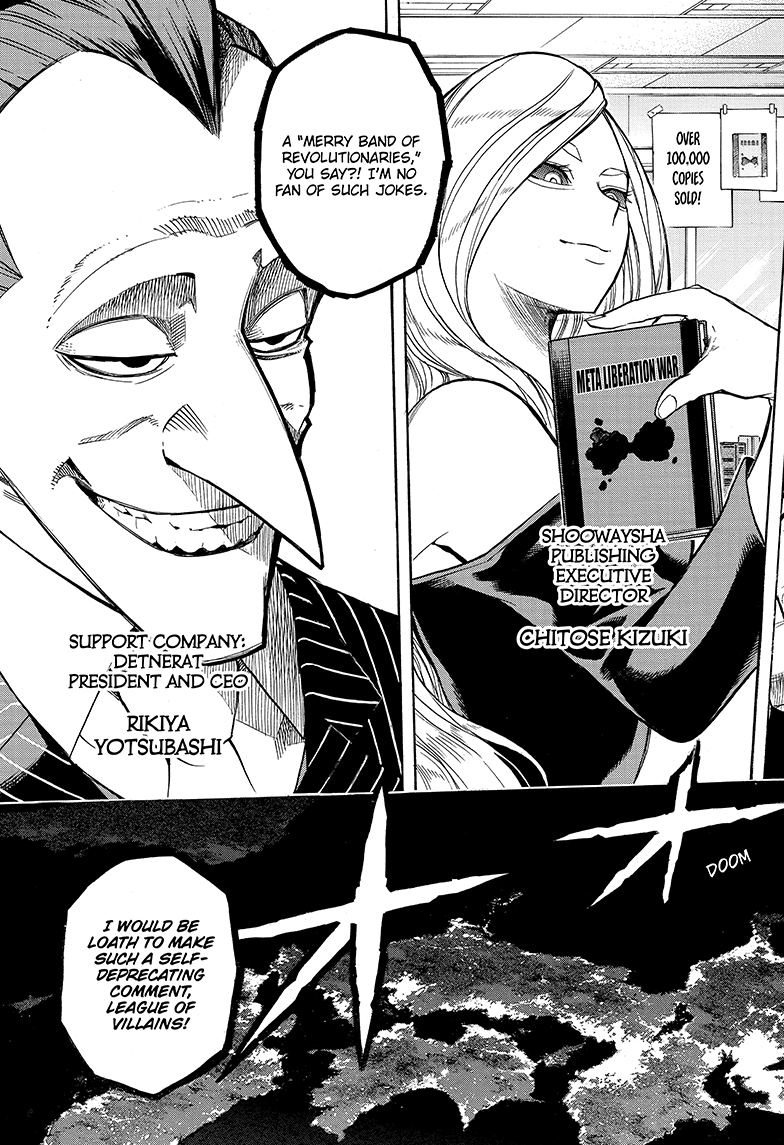 OVER
100,000
COPIES
SOLD!
META LIBERATION WAR
SHOOWAYSHA
PUBLISHING
EXECUTIVE
DIRECTOR
CHITOSE KIZUKI
A "MERRY BAND OF
REVOLUTIONARIES,"
YOU SAY?! I'M NO
FAN OF SUCH JOKES.
SUPPORT COMPANY:
DETNERAT
PRESIDENT AND CEO
RIKIYA
YOTSUBASHI
DOOM
I WOULD BE
LOATH TO MAKE
SUCH A SELF-
DEPRECATING
COMMENT,
LEAGUE OF
VILLAINS!